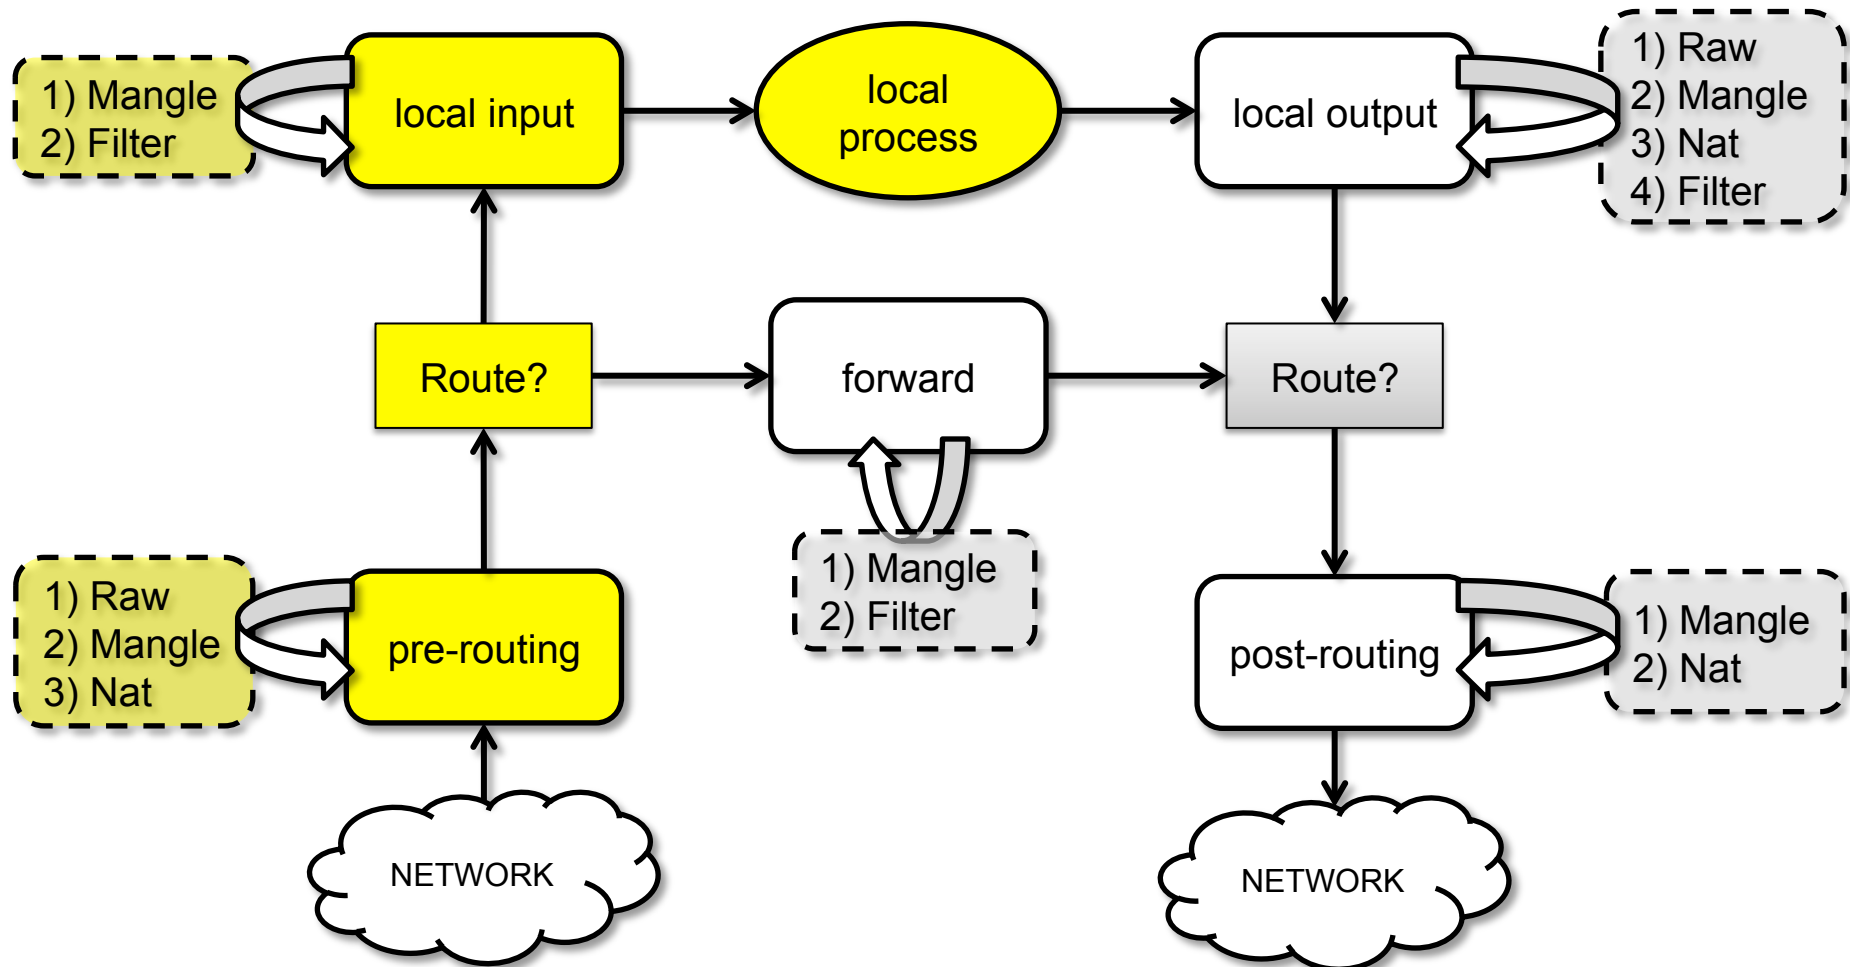 1) Mangle
2) Filter
local input
local
process
local output
1) Raw
2) Mangle
3) Nat
4) Filter
Route?
forward
Route?
1) Mangle
2) Filter
1) Raw
2) Mangle
3) Nat
pre-routing
post-routing
1) Mangle
2) Nat
NETWORK
NETWORK